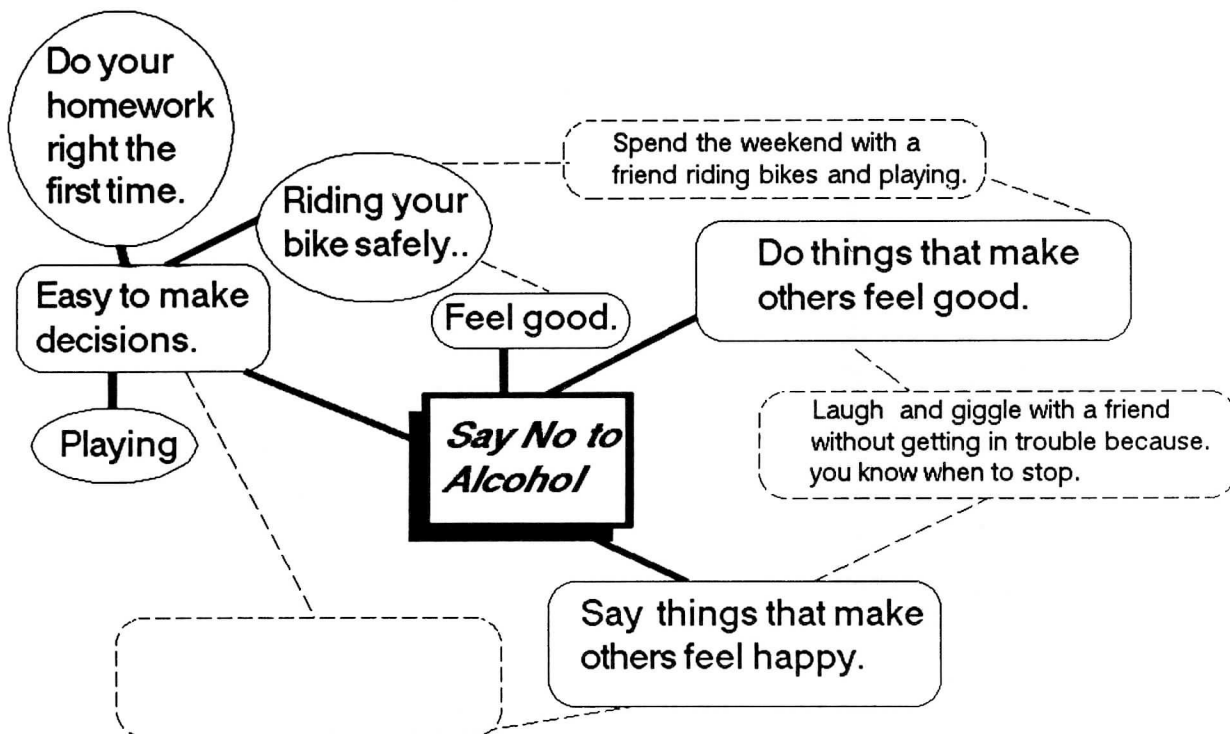 Do your
homework
right the
first time.
Spend the weekend with a
friend riding bikes and playing.
Riding your
bike safely..
Do things that make
others feel good.
Easy to make
decisions.
Feel good.
Laugh and giggle with a friend
without getting in trouble because.
you know when to stop.
Playing
Say No to
Alcohol
Say things that make
others feel happy.